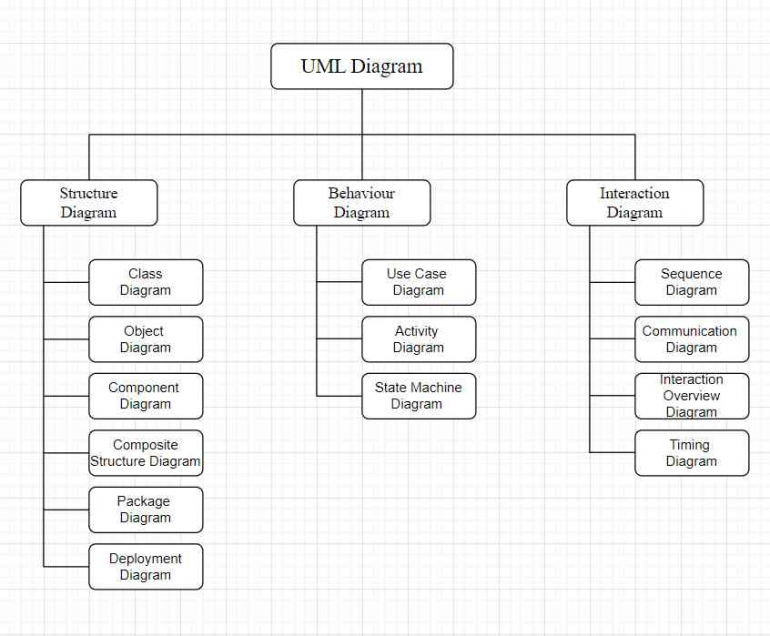 UML Diagram
Structure
Diagram
Behaviour
Diagram
Interaction
Diagram
Class
Diagram
Object
Diagram
Component
Diagram
Composite
Structure Diagram
Package
Diagram
Deployment
Diagram
Use Case
Diagram
Activity
Diagram
State Machine
Diagram
Sequence
Diagram
Communication
Diagram
Interaction
Overview
Diagram
Timing
Diagram